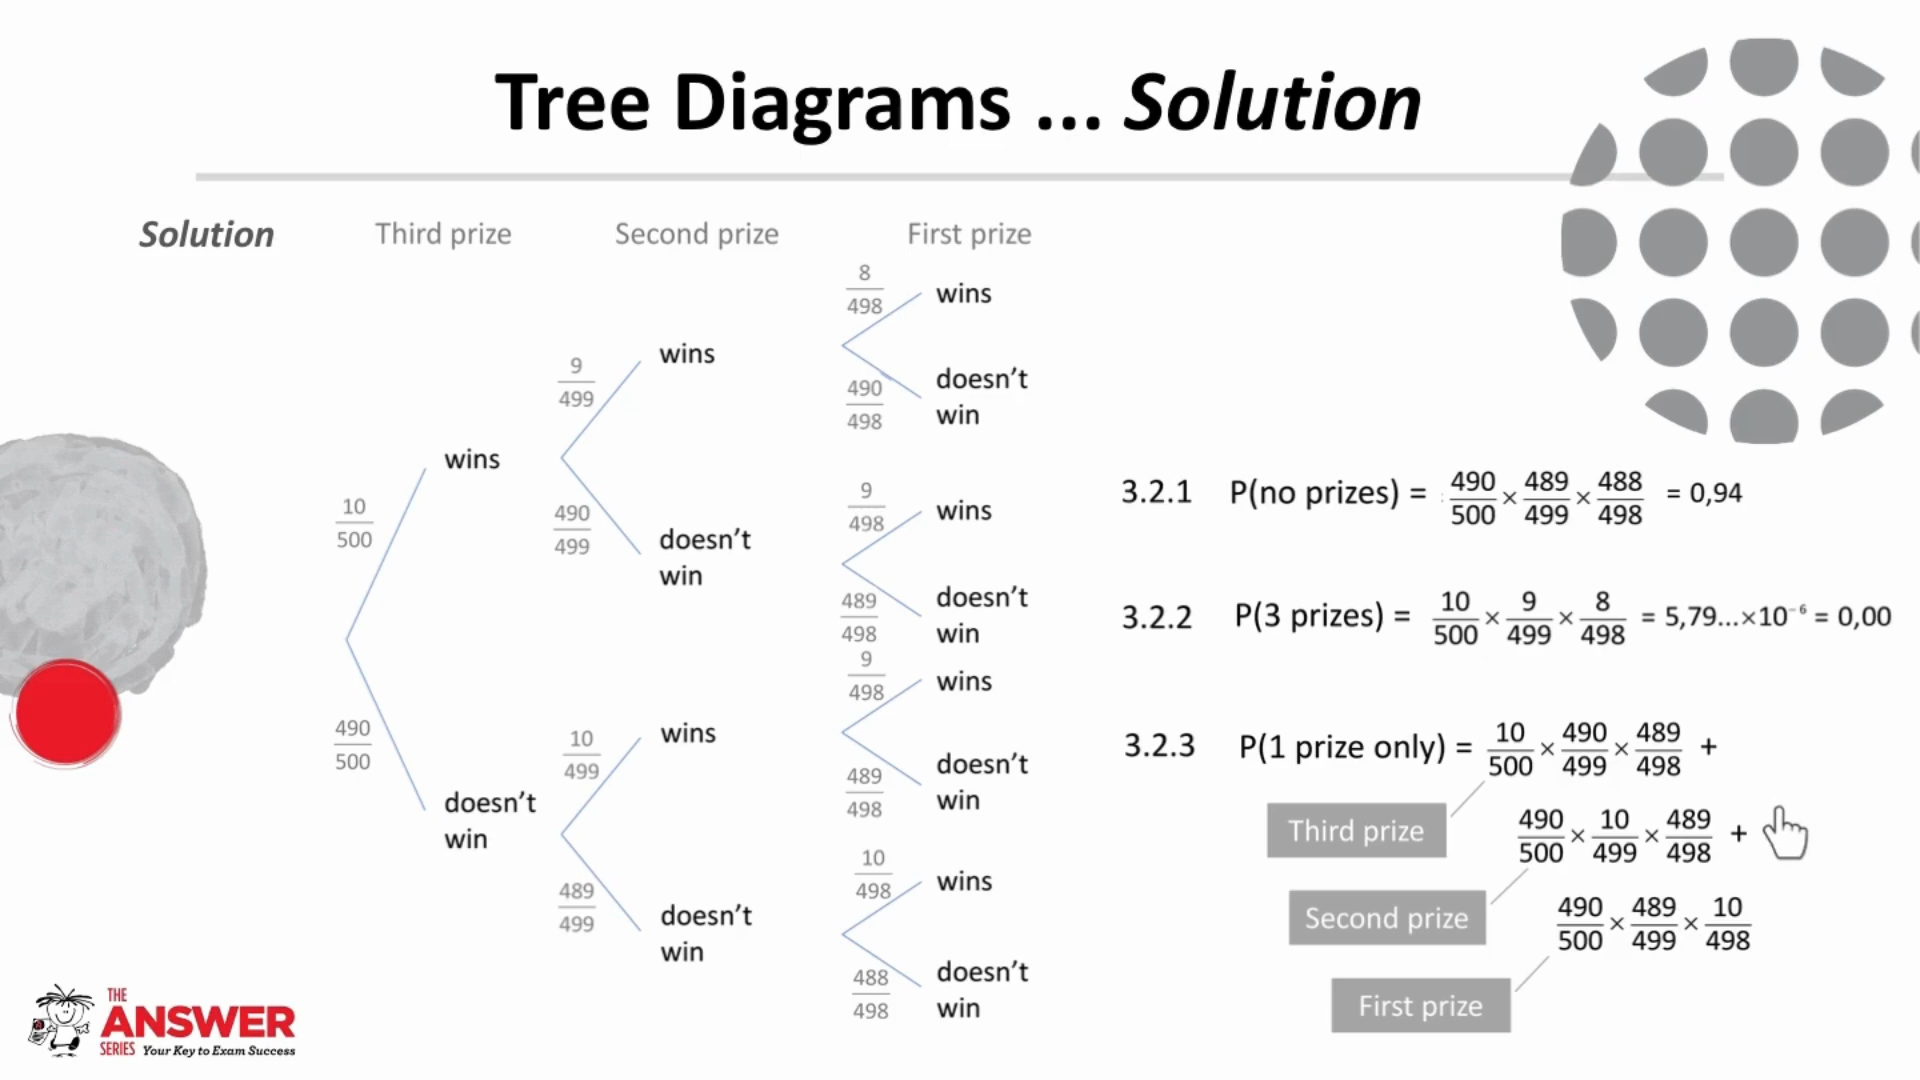 Tree Diagrams ... Solution
Solution
Third prize
Second prize
First prize
10/500
wins
490/500
doesn't
win
9/499
wins
490/499
doesn't
win
10/499
wins
489/499
doesn't
win
8/498
wins
490/498
doesn't
win
9/498
wins
489/498
doesn't
win
9/498
wins
489/498
doesn't
win
10/498
wins
488/498
doesn't
win
3.2.1 P(no prizes) = 490/500 × 489/499 × 488/498 = 0,94
3.2.2 P(3 prizes) = 10/500 × 9/499 × 8/498 = 5,79...×10⁻⁶ = 0,00
3.2.3 P(1 prize only) = 10/500 × 490/499 × 489/498 +
Third prize
490/500 × 10/499 × 489/498 +
Second prize
490/500 × 489/499 × 10/498
First prize
THE
ANSWER
SERIES Your Key to Exam Success